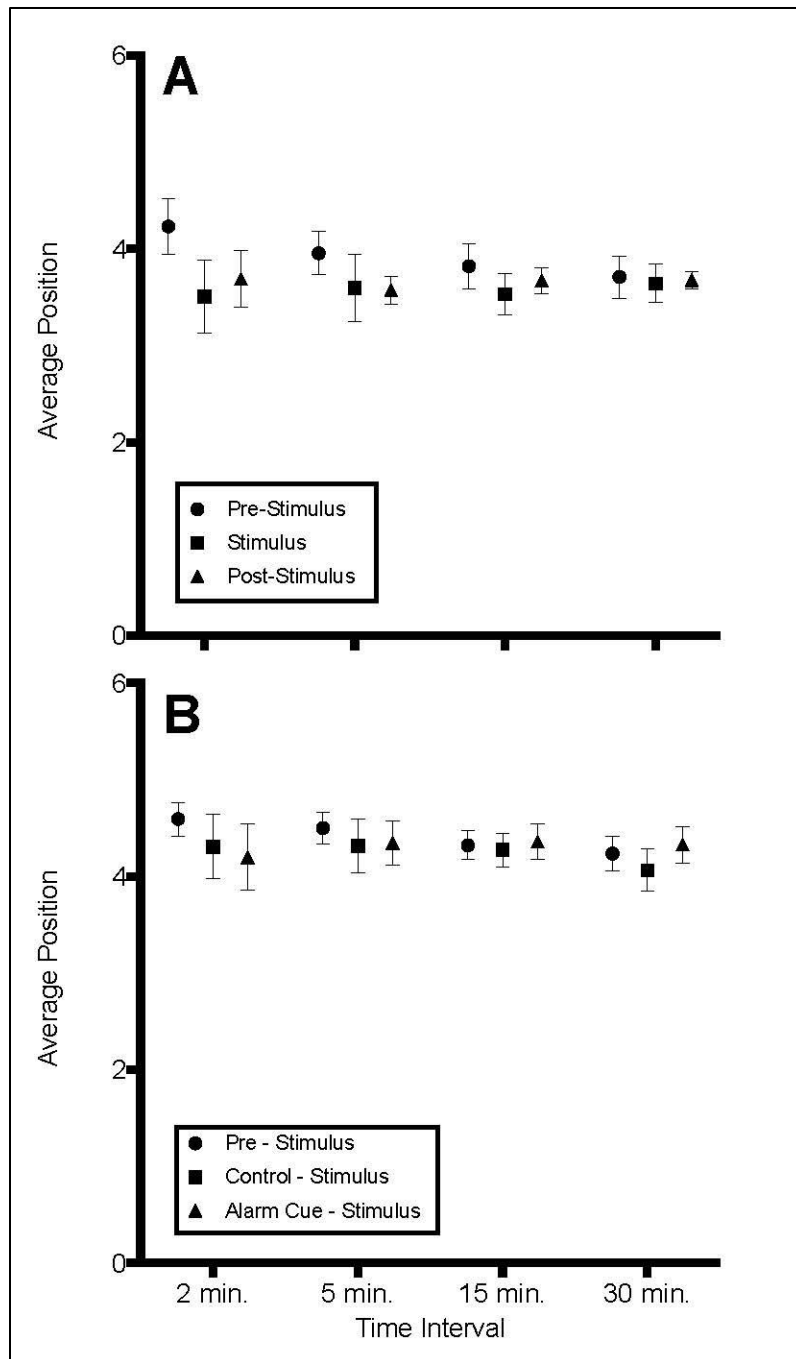 A
6
4
2
0
Average Position
Pre-Stimulus
Stimulus
Post-Stimulus
B
6
4
2
0
Average Position
Pre - Stimulus
Control - Stimulus
Alarm Cue - Stimulus
2 min. 5 min. 15 min. 30 min.
Time Interval